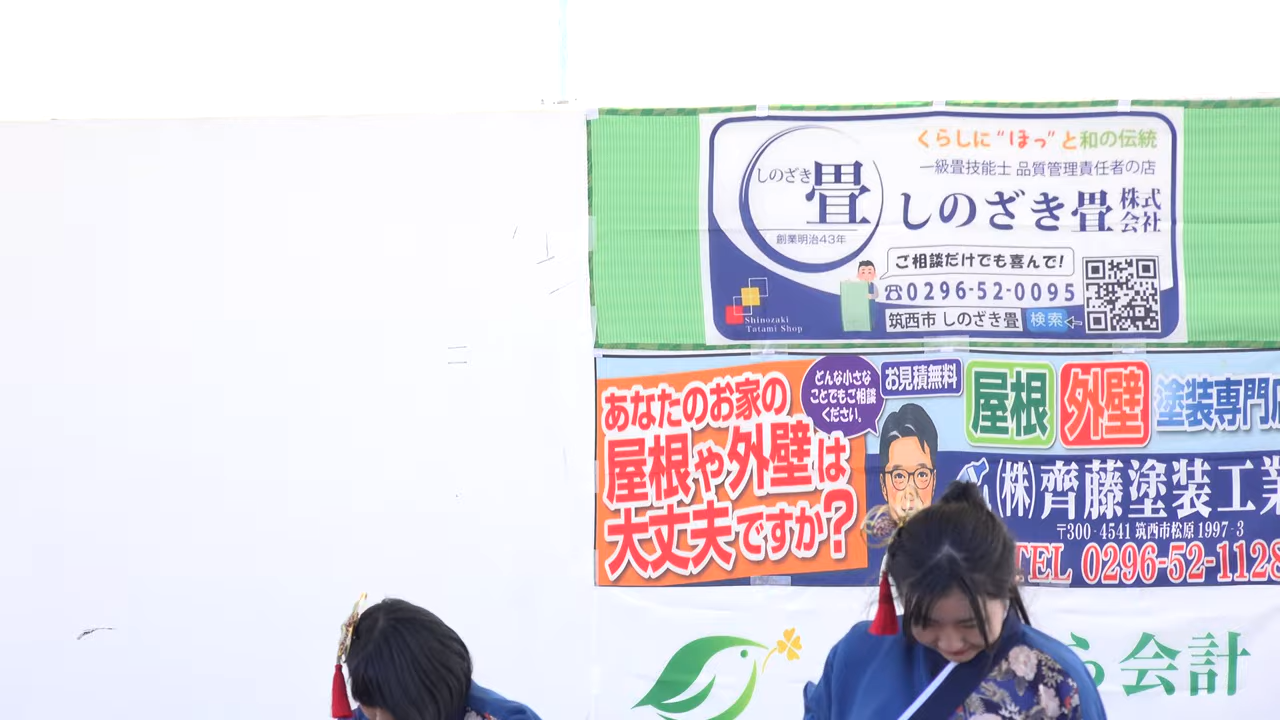 くらしに"ほっ"と和の伝統
一級畳技能士 品質管理責任者の店
しのざき畳
創業明治43年
しのざき畳 株式会社
ご相談だけでも喜んで!
☎0296-52-0095
筑西市 しのざき畳 検索
Shinozaki
Tatami Shop
あなたのお家の
屋根や外壁は
大丈夫ですか?
どんな小さな
ことでもご相談
ください。
お見積無料
屋根 外壁 塗装専門店
(株)齊藤塗装工業
〒300-4541 筑西市松原1997-3
TEL 0296-52-1128
会計